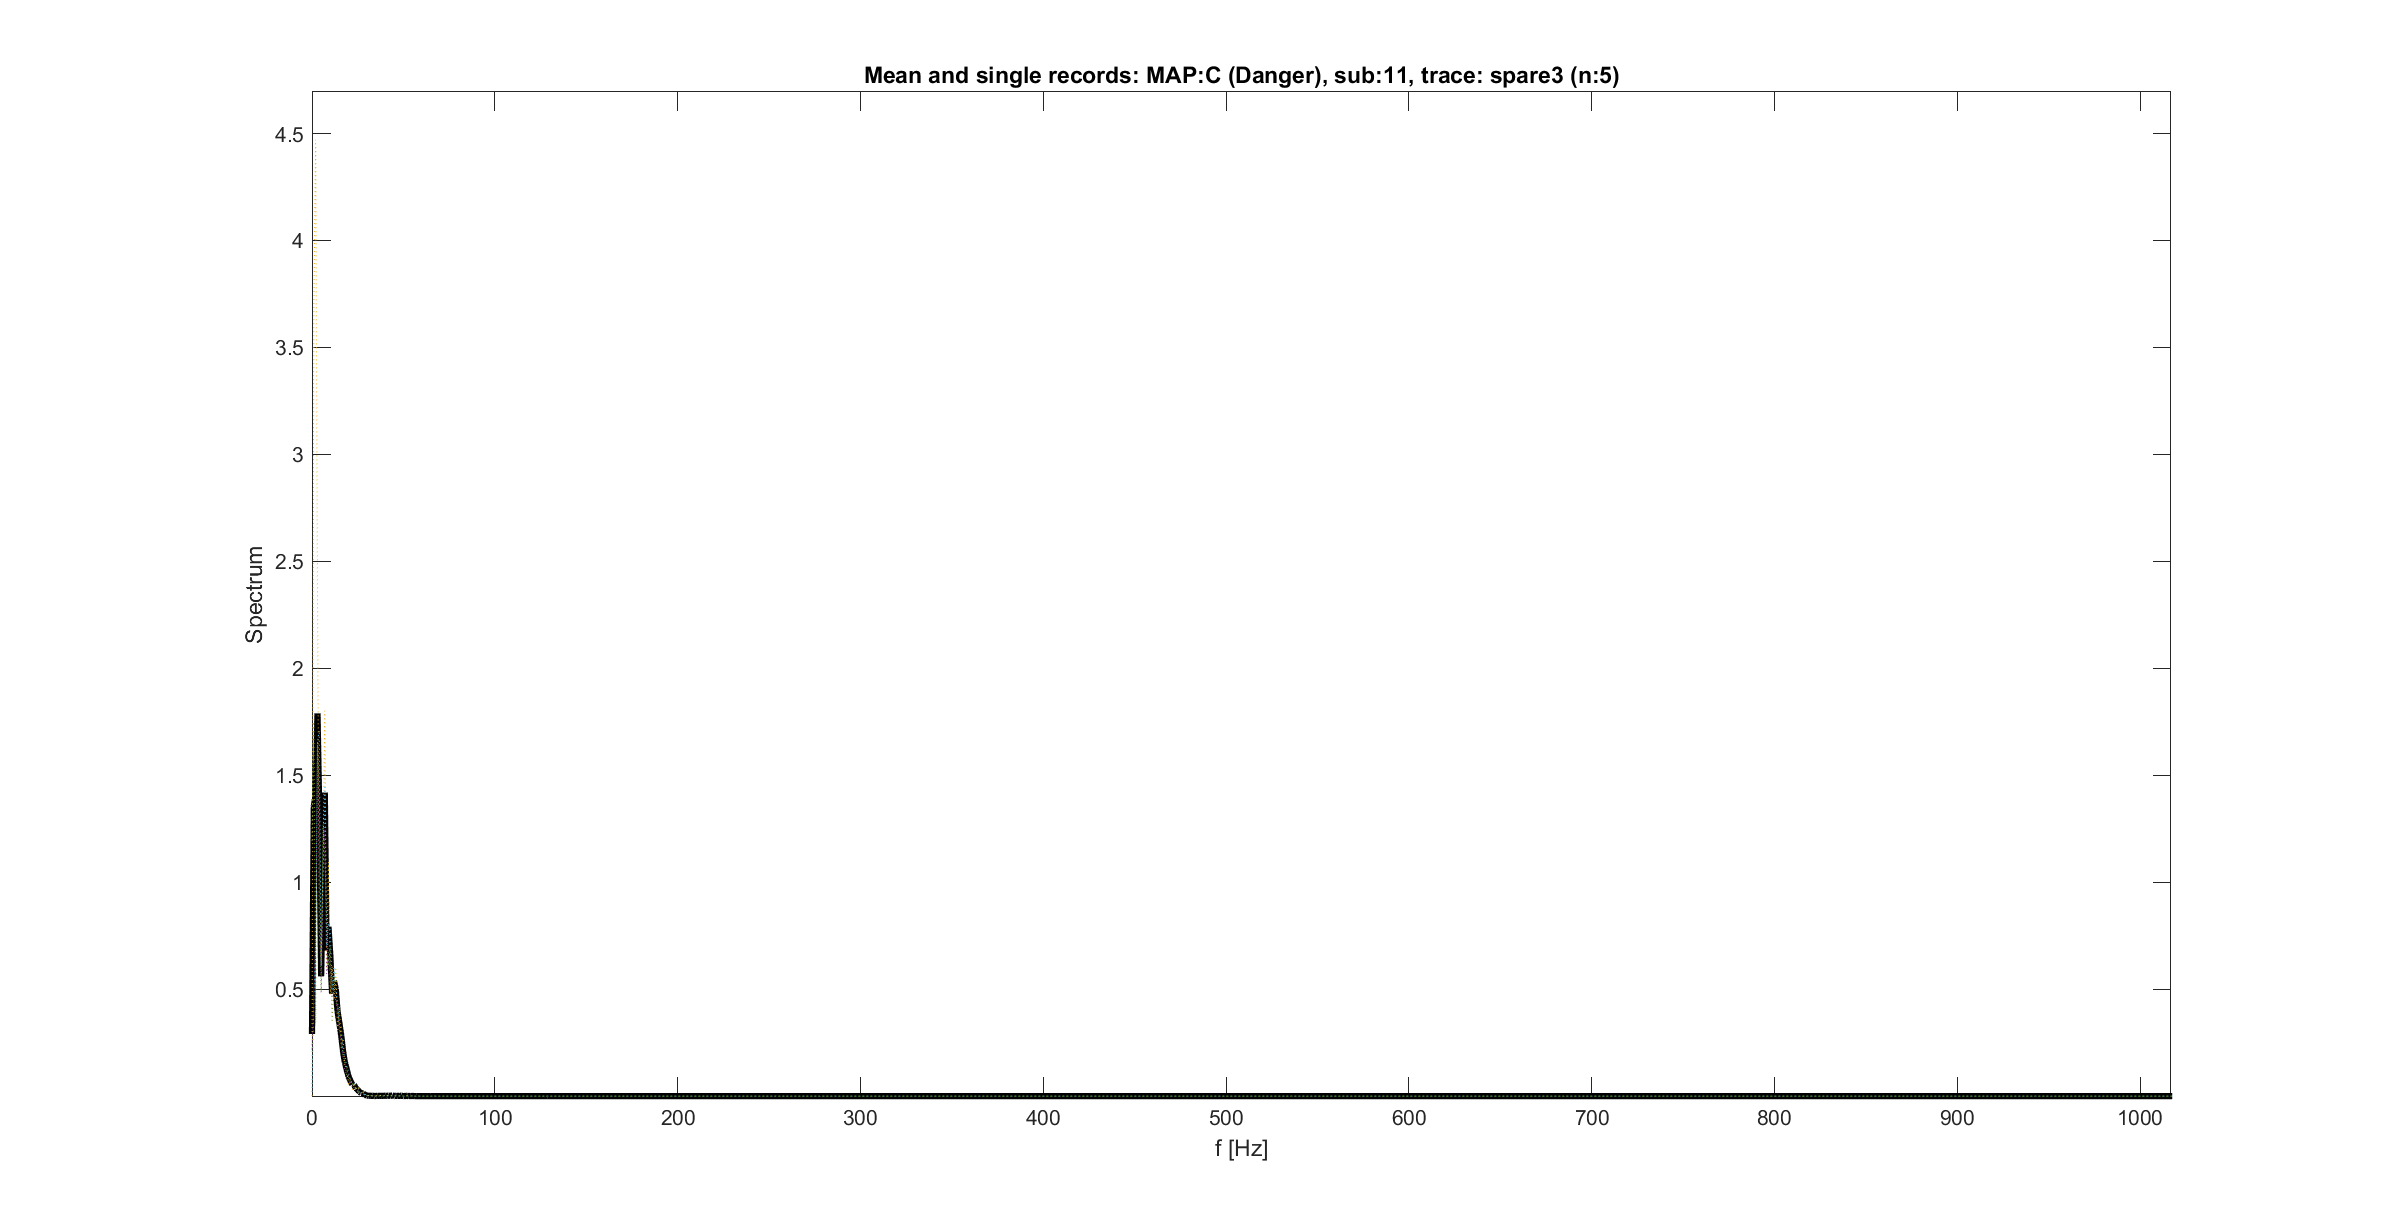 Mean and single records: MAP:C (Danger), sub:11, trace: spare3 (n:5)
4.5
4
3.5
3
2.5
2
1.5
1
0.5
Spectrum
0 100 200 300 400 500 600 700 800 900 1000
f [Hz]